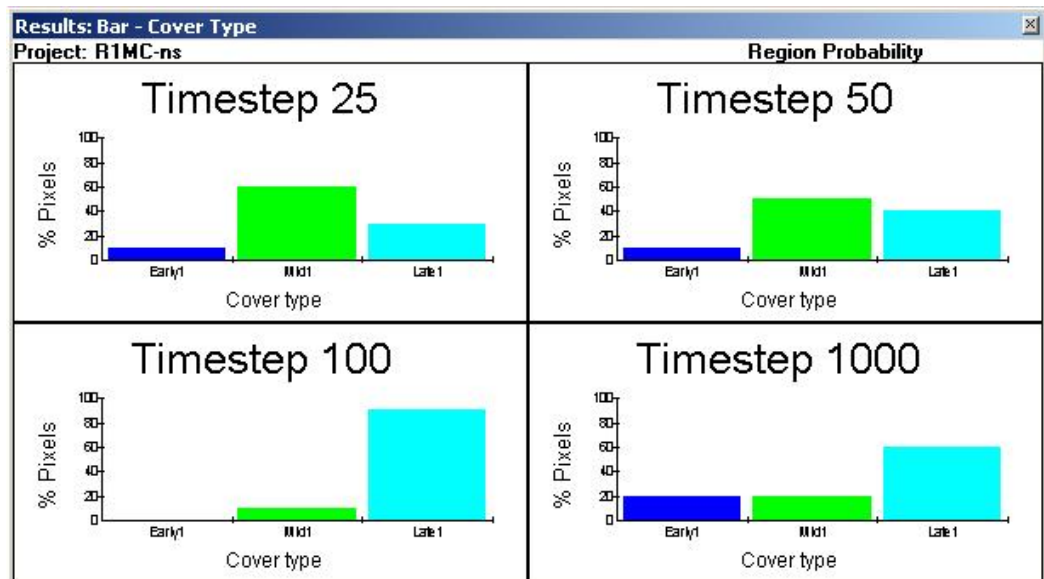 Results: Bar - Cover Type
Project: R1MC-ns Region Probability
Timestep 25
% Pixels
100
80
60
40
20
0
Early1 Mid1 Late1
Cover type
Timestep 50
% Pixels
100
80
60
40
20
0
Early1 Mid1 Late1
Cover type
Timestep 100
% Pixels
100
80
60
40
20
0
Early1 Mid1 Late1
Cover type
Timestep 1000
% Pixels
100
80
60
40
20
0
Early1 Mid1 Late1
Cover type